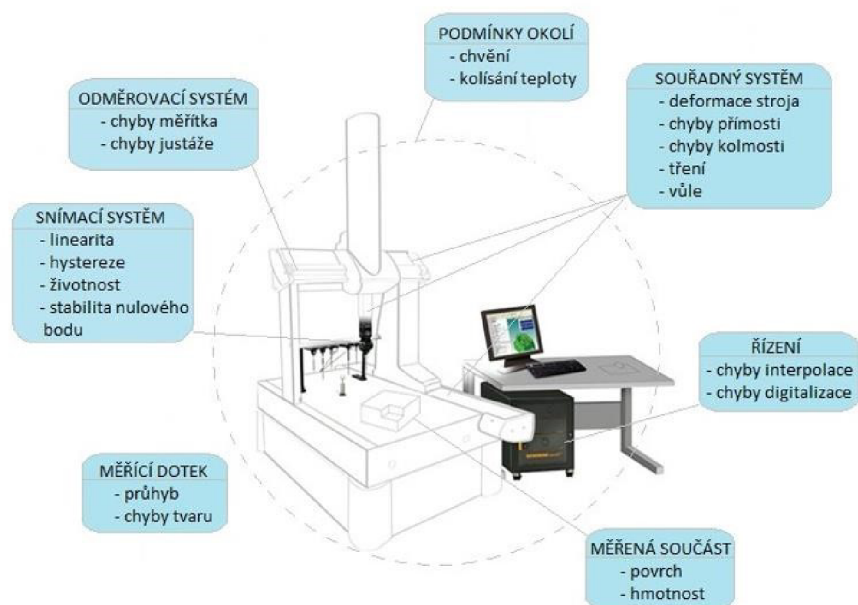 PODMÍNKY OKOLÍ
- chvění
- kolísání teploty
SOUŘADNÝ SYSTÉM
- deformace stroja
- chyby přímosti
- chyby kolmosti
- tření
- vůle
ODMĚROVACÍ SYSTÉM
- chyby měřítka
- chyby justáže
SNÍMACÍ SYSTÉM
- linearita
- hystereze
- životnost
- stabilita nulového
bodu
ŘÍZENÍ
- chyby interpolace
- chyby digitalizace
MĚŘÍCÍ DOTEK
- průhyb
- chyby tvaru
MĚŘENÁ SOUČÁST
- povrch
- hmotnost